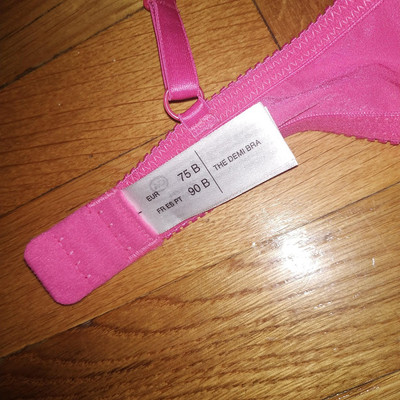 EUR 75 B
FR ES PT 90 B
THE DEMI BRA